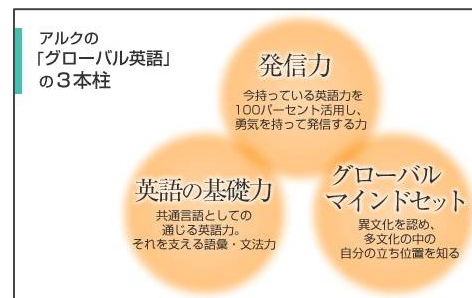 アルクの
「グローバル英語」
の3本柱
発信力
今持っている英語力を
100パーセント活用し、
勇気を持って発信する力
英語の基礎力
共通言語としての
通じる英語力。
それを支える語彙・文法力
グローバル
マインドセット
異文化を認め、
多文化の中の
自分の立ち位置を知る